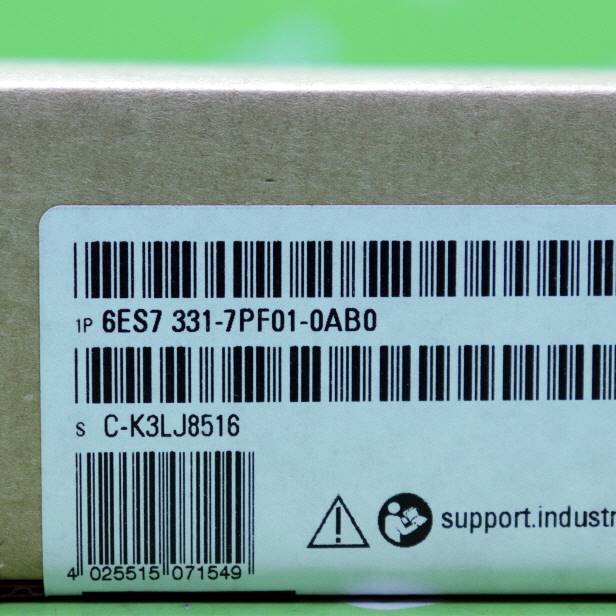 1P 6ES7 331-7PF01-0AB0
S C-K3LJ8516
4 025515 071549
support.industr